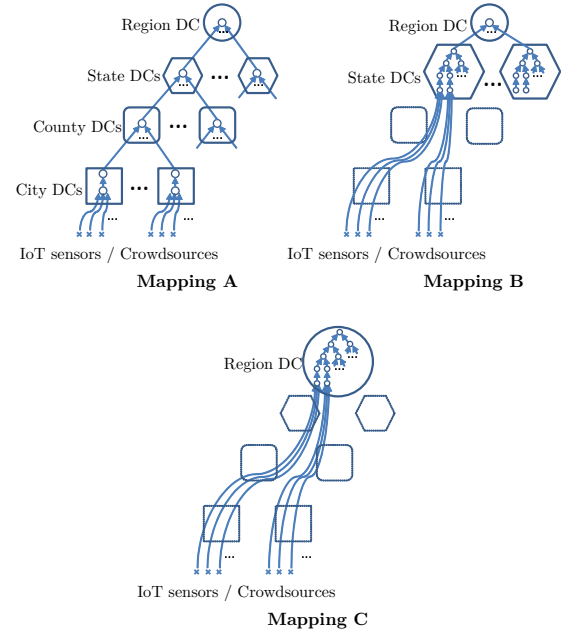 Region DC
...
State DCs
...
...
...
County DCs
...
...
...
City DCs
...
...
...
IoT sensors / Crowdsources
Mapping A
Region DC
...
State DCs
...
...
...
...
IoT sensors / Crowdsources
Mapping B
Region DC
...
...
...
...
IoT sensors / Crowdsources
Mapping C